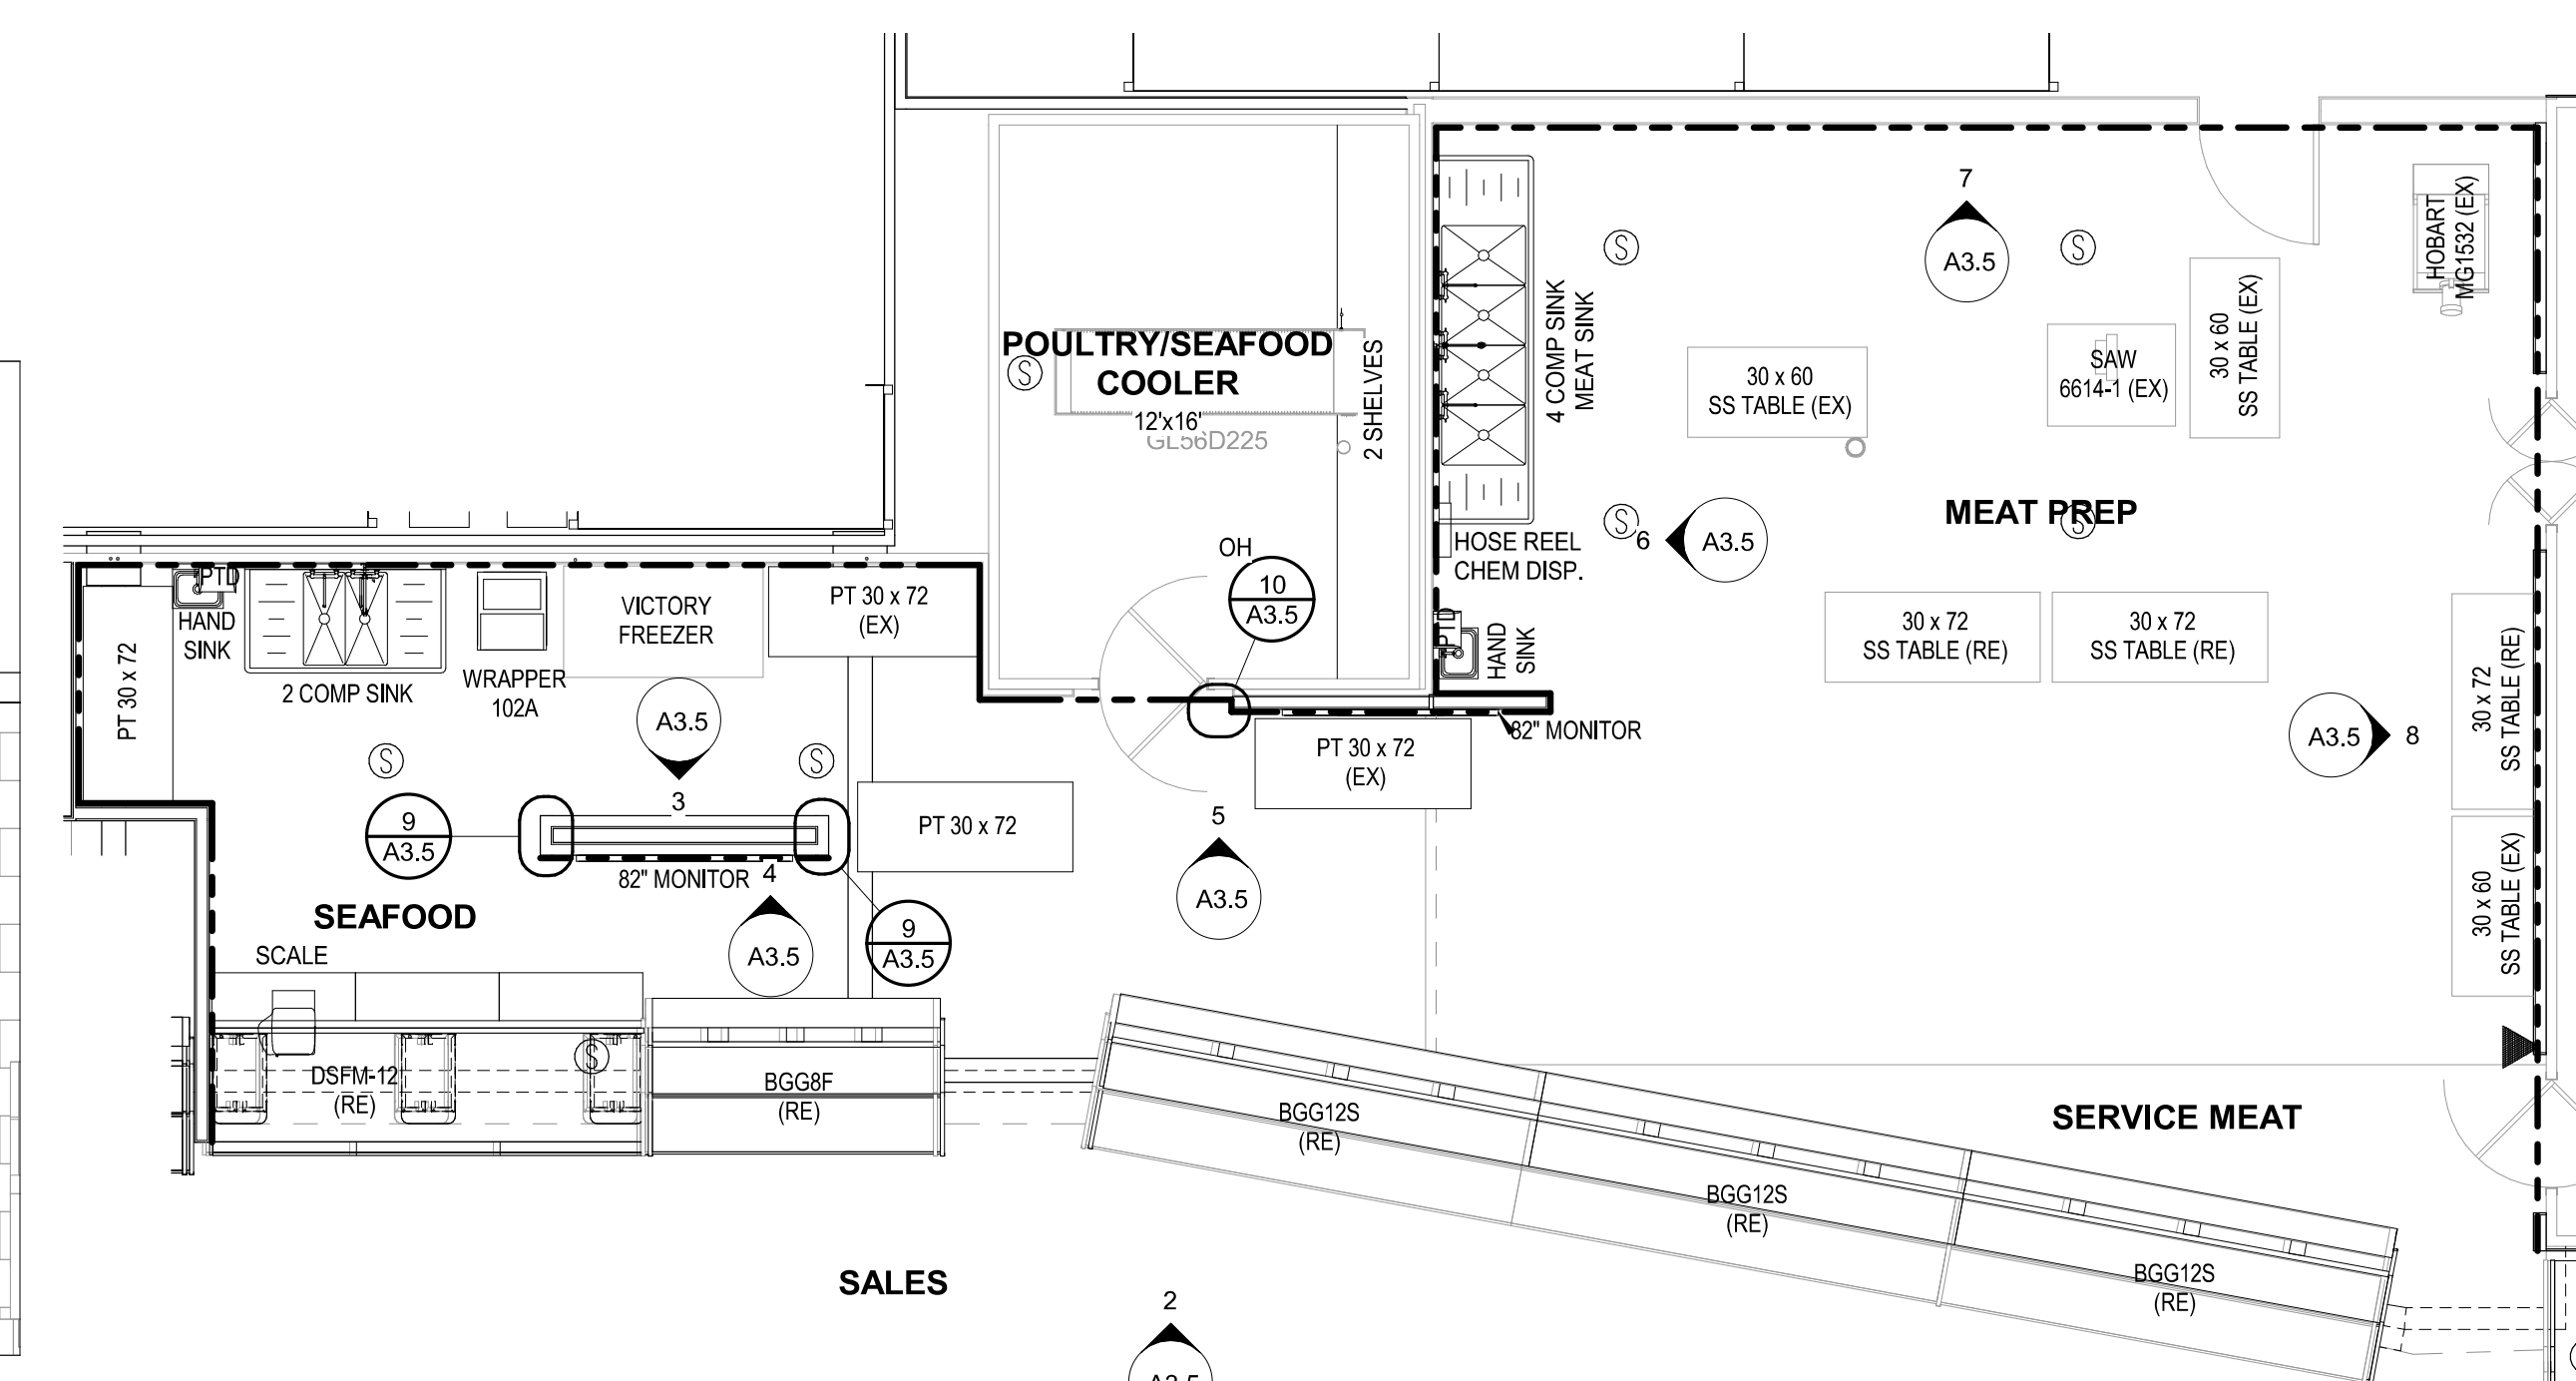 7
A3.5
HOBART
MG1532 (EX)
S
S
30 x 60
SS TABLE (EX)
SAW
6614-1 (EX)
30 x 60
SS TABLE (EX)
4 COMP SINK
MEAT SINK
POULTRY/SEAFOOD
COOLER
12'x16'
GL56D225
S
2 SHELVES
MEAT PREP
S
S
6
A3.5
HOSE REEL
CHEM DISP.
OH
10
A3.5
PTD
HAND
SINK
2 COMP SINK
WRAPPER
102A
VICTORY
FREEZER
PT 30 x 72
(EX)
PT 30 x 72
PTD
HAND
SINK
30 x 72
SS TABLE (RE)
30 x 72
SS TABLE (RE)
30 x 72
SS TABLE (RE)
A3.5
8
A3.5
3
S
S
82" MONITOR
PT 30 x 72
(EX)
9
A3.5
PT 30 x 72
5
A3.5
82" MONITOR
4
A3.5
9
A3.5
30 x 60
SS TABLE (EX)
SEAFOOD
SCALE
S
DSFM-12
(RE)
BGG8F
(RE)
BGG12S
(RE)
SERVICE MEAT
BGG12S
(RE)
BGG12S
(RE)
SALES
2
A3.5